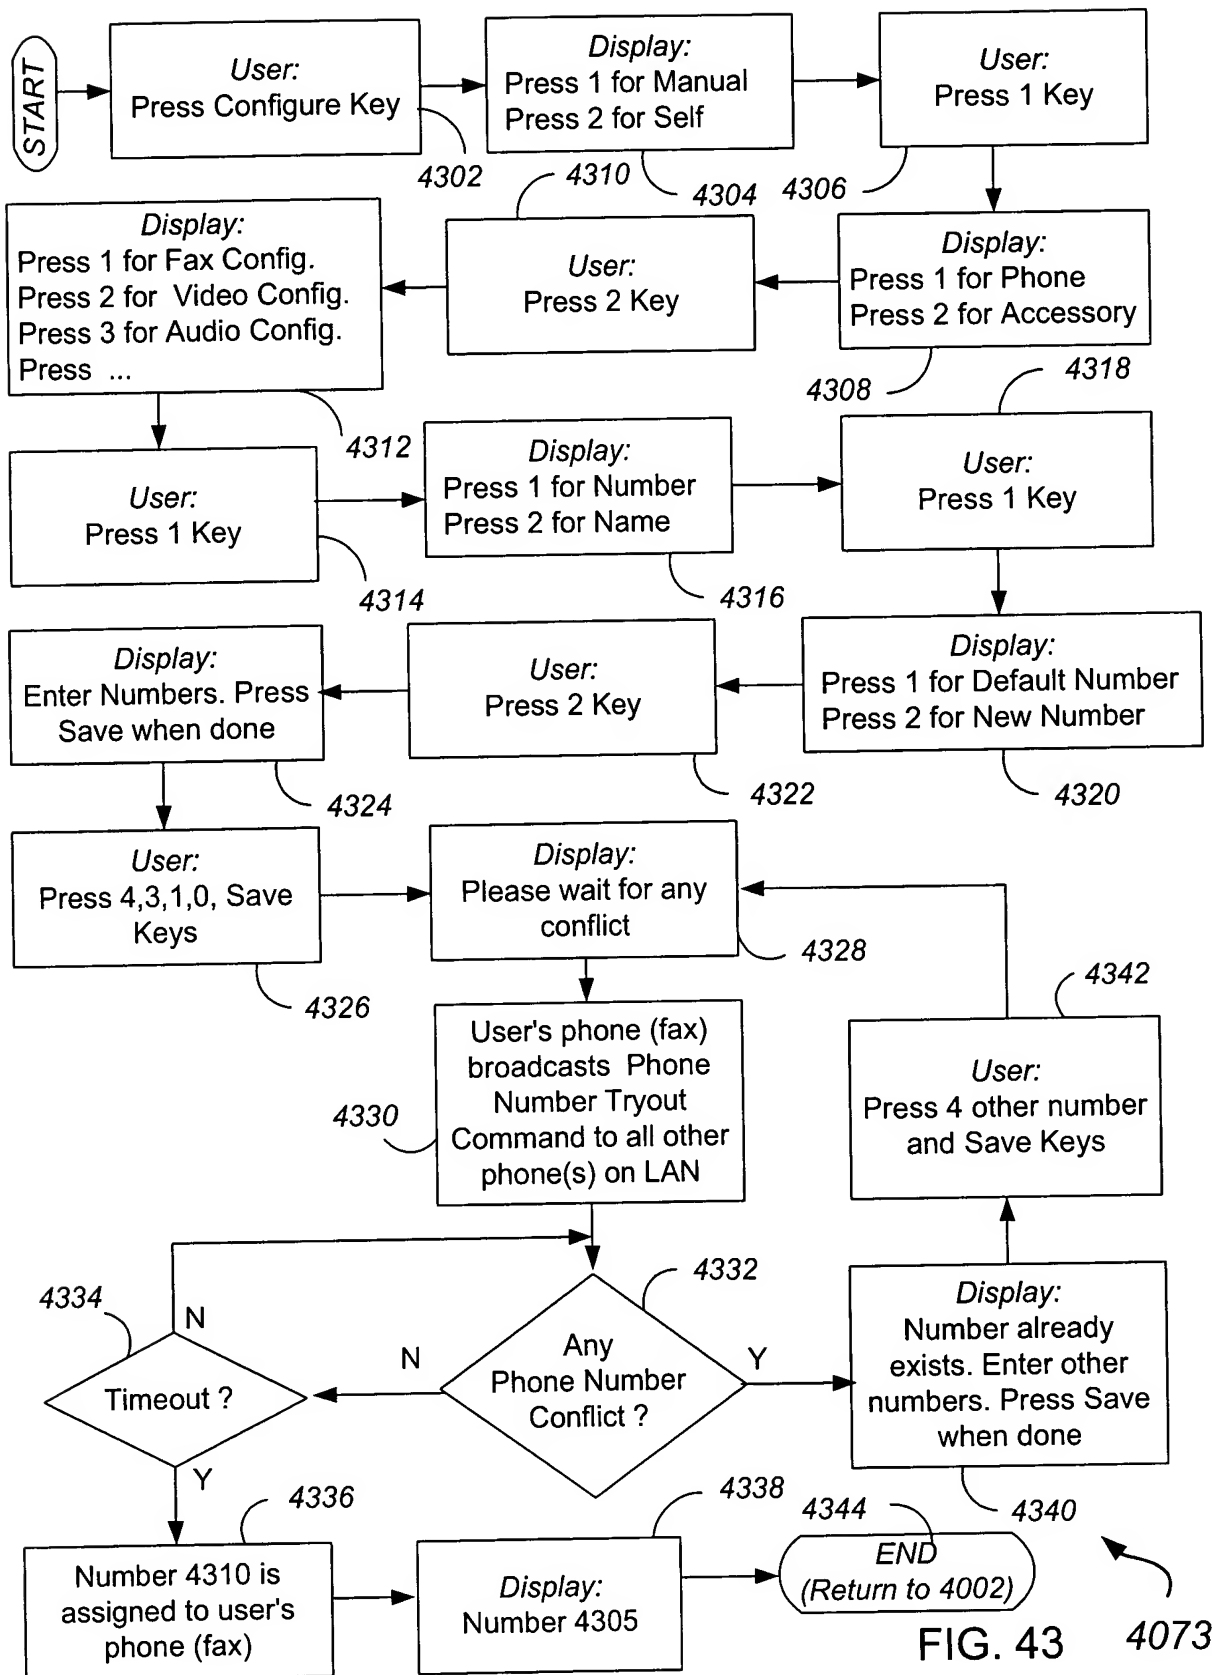 START
User:
Press Configure Key
4302
Display:
Press 1 for Manual
Press 2 for Self
4304
User:
Press 1 Key
4306
Display:
Press 1 for Phone
Press 2 for Accessory
4308
User:
Press 2 Key
4310
Display:
Press 1 for Fax Config.
Press 2 for Video Config.
Press 3 for Audio Config.
Press ...
4312
User:
Press 1 Key
4314
Display:
Press 1 for Number
Press 2 for Name
4316
User:
Press 1 Key
4318
Display:
Press 1 for Default Number
Press 2 for New Number
4320
User:
Press 2 Key
4322
Display:
Enter Numbers. Press
Save when done
4324
User:
Press 4,3,1,0, Save
Keys
4326
Display:
Please wait for any
conflict
4328
User's phone (fax)
broadcasts Phone
Number Tryout
Command to all other
phone(s) on LAN
4330
Any
Phone Number
Conflict ?
4332
N
Y
Timeout ?
4334
N
Y
Number 4310 is
assigned to user's
phone (fax)
4336
Display:
Number 4305
4338
Display:
Number already
exists. Enter other
numbers. Press Save
when done
4340
User:
Press 4 other number
and Save Keys
4342
END
(Return to 4002)
4344
FIG. 43
4073